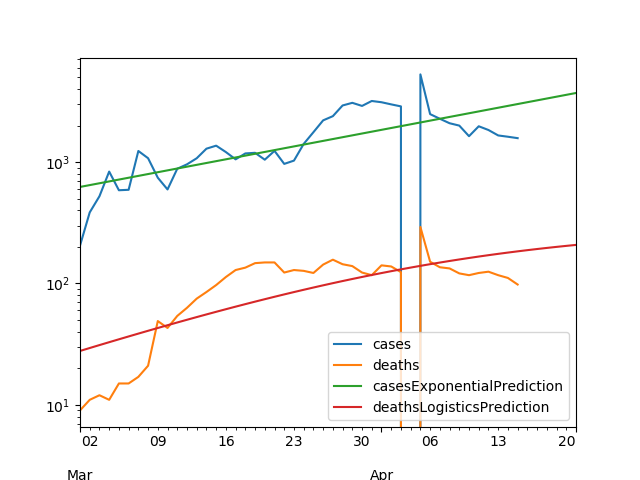 10³
10²
10¹
cases
deaths
casesExponentialPrediction
deathsLogisticsPrediction
02 09 16 23 30 06 13 20
Mar Apr